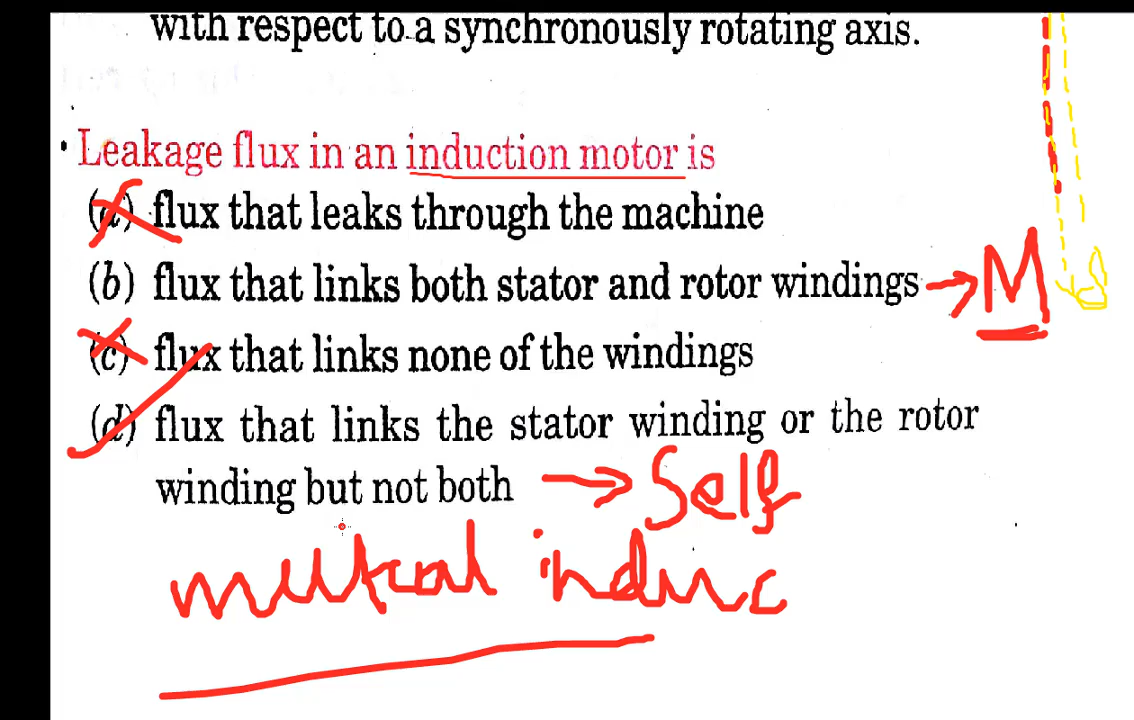 with respect to a synchronously rotating axis.
Leakage flux in an induction motor is
(a) flux that leaks through the machine
(b) flux that links both stator and rotor windings → M
(c) flux that links none of the windings
(d) flux that links the stator winding or the rotor
winding but not both → Self
mutual induc